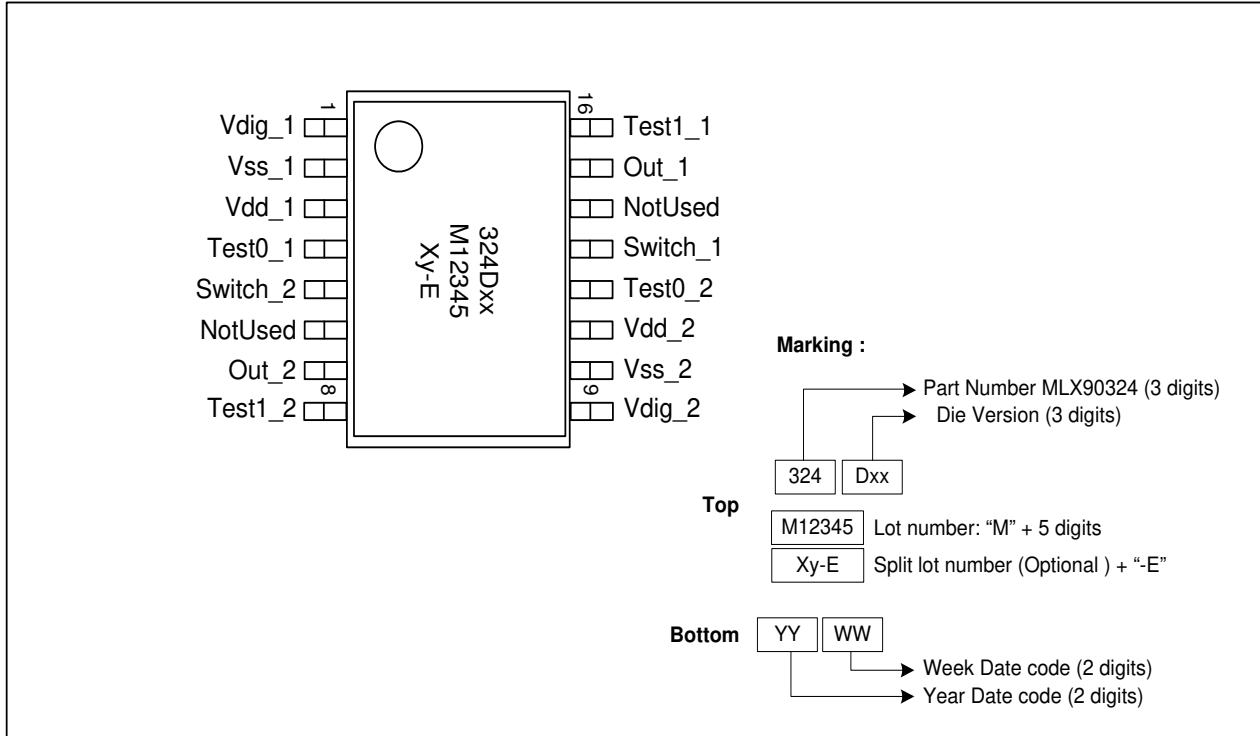 1
16
Vdig_1
Test1_1
Vss_1
Out_1
Vdd_1
NotUsed
Test0_1
Switch_1
Switch_2
Test0_2
NotUsed
Vdd_2
Out_2
Vss_2
8
9
Test1_2
Vdig_2
324Dxx
M12345
Xy-E
Marking :
Part Number MLX90324 (3 digits)
Die Version (3 digits)
324 Dxx
Top
M12345 Lot number: “M” + 5 digits
Xy-E Split lot number (Optional ) + “-E”
Bottom YY WW
Week Date code (2 digits)
Year Date code (2 digits)